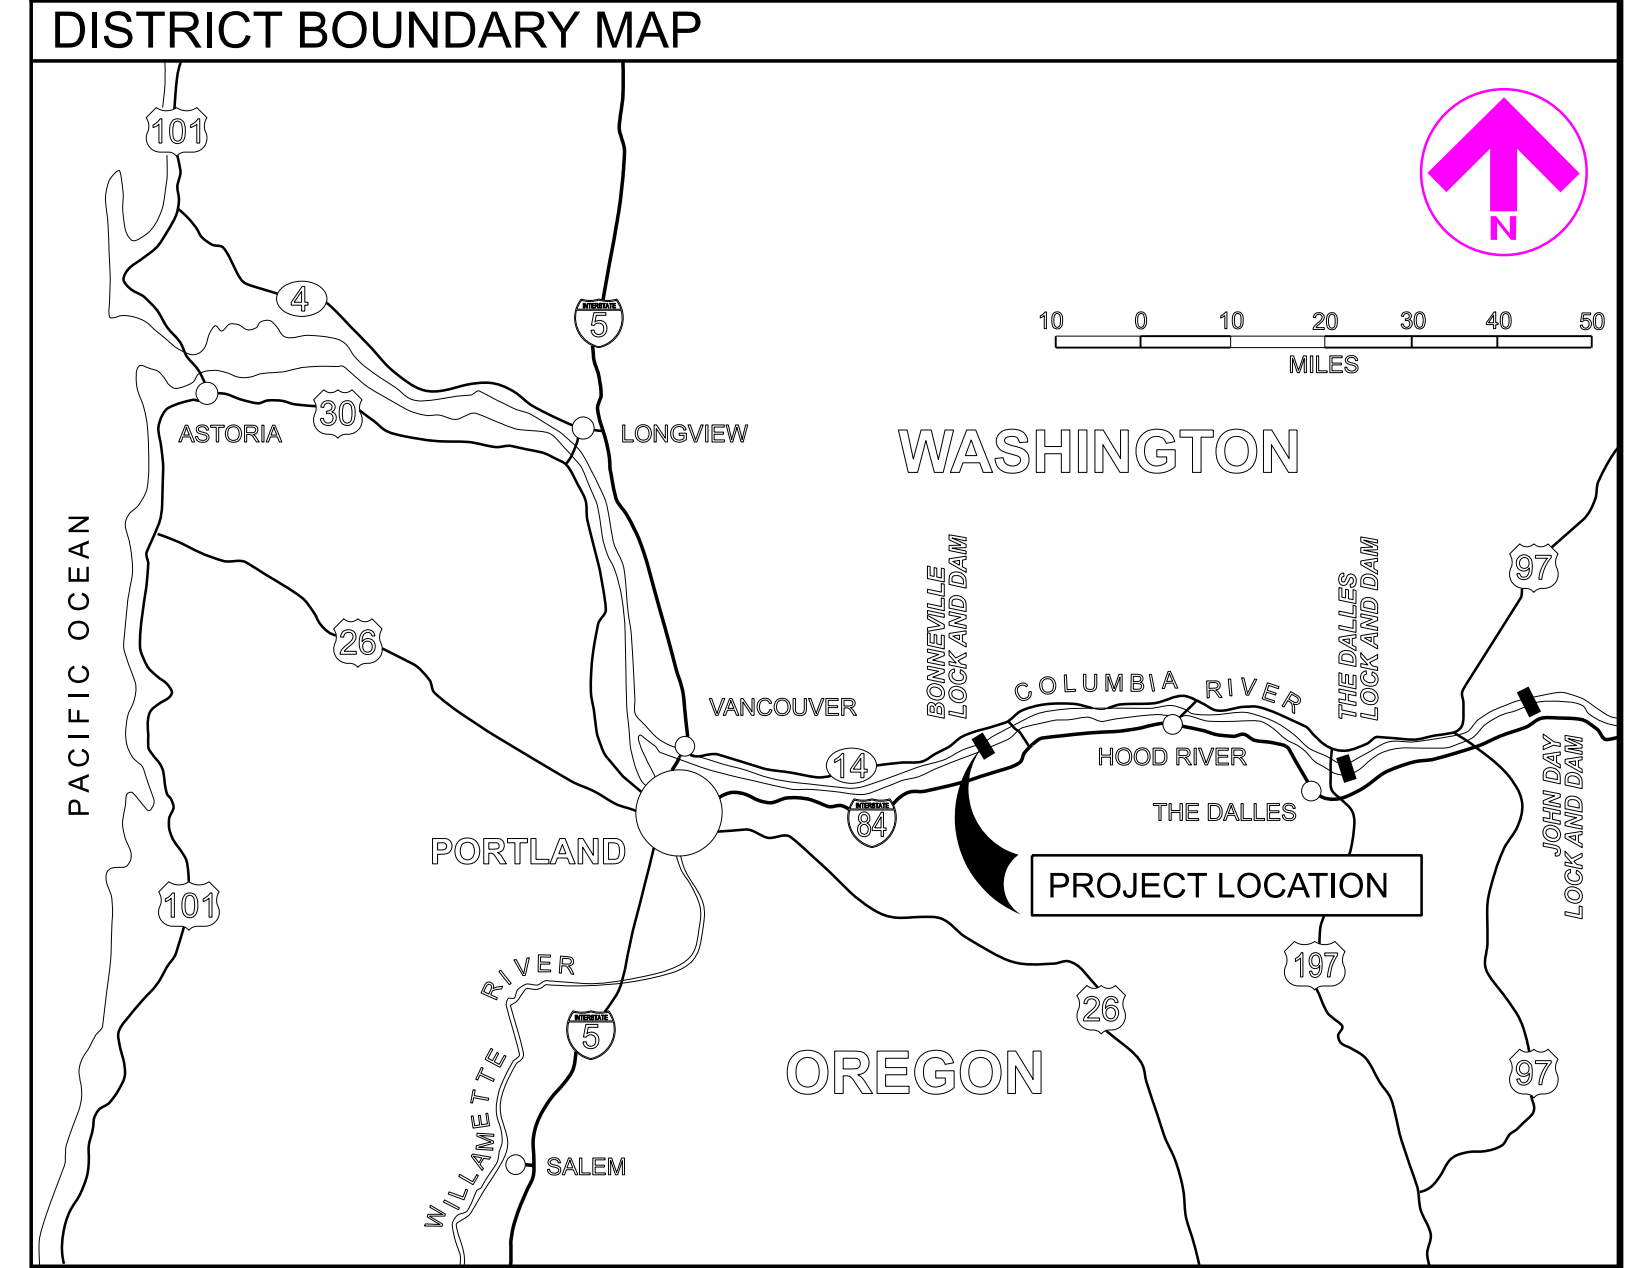 DISTRICT BOUNDARY MAP
101
N
4
INTERSTATE
5
10 0 10 20 30 40 50
MILES
30
ASTORIA
LONGVIEW
WASHINGTON
PACIFIC OCEAN
97
26
BONNEVILLE
LOCK AND DAM
THE DALLES
LOCK AND DAM
COLUMBIA RIVER
VANCOUVER
14
HOOD RIVER
INTERSTATE
84
THE DALLES
JOHN DAY
LOCK AND DAM
PORTLAND
PROJECT LOCATION
101
197
WILLAMETTE RIVER
26
INTERSTATE
5
OREGON
97
SALEM